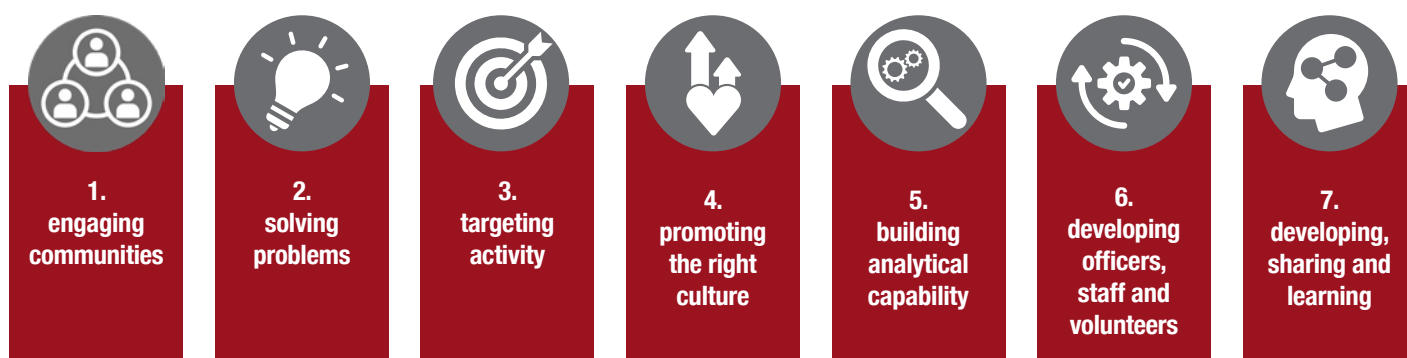 1.
engaging
communities
2.
solving
problems
3.
targeting
activity
4.
promoting
the right
culture
5.
building
analytical
capability
6.
developing
officers,
staff and
volunteers
7.
developing,
sharing and
learning